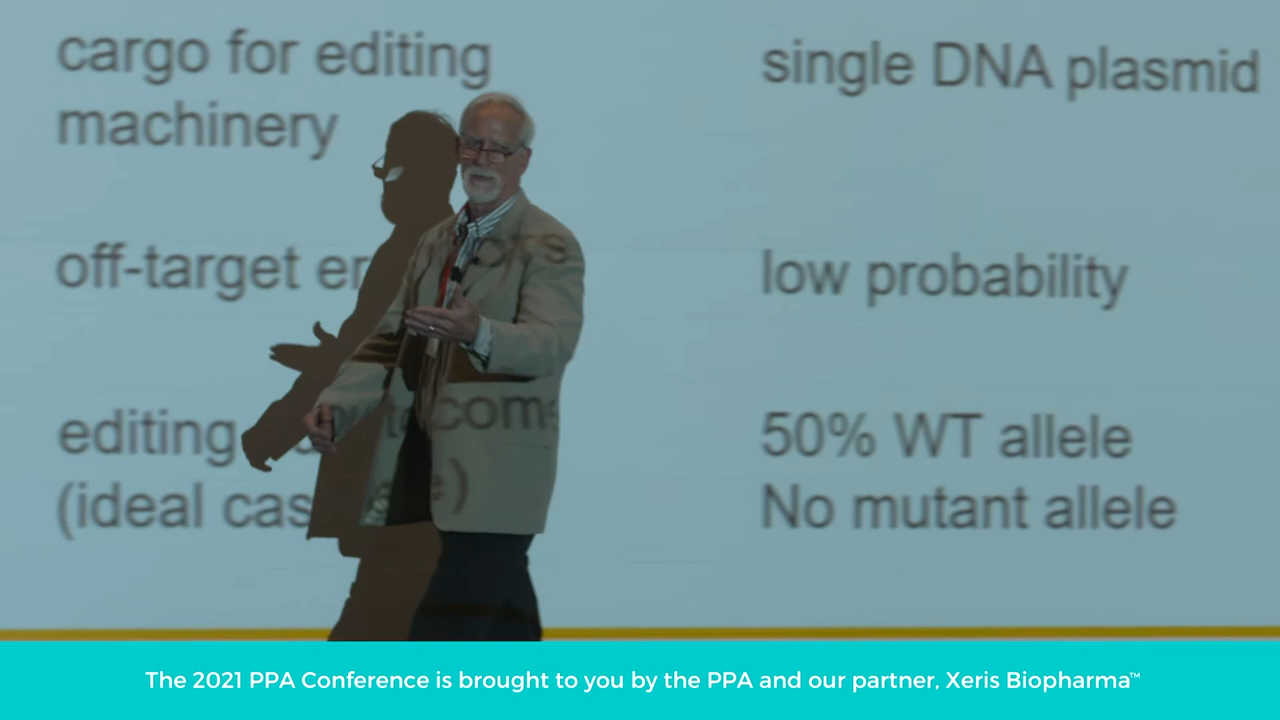 cargo for editing
machinery
single DNA plasmid
off-target
low probability
editing
(ideal
50% WT allele
No mutant allele
The 2021 PPA Conference is brought to you by the PPA and our partner, Xeris Biopharma™